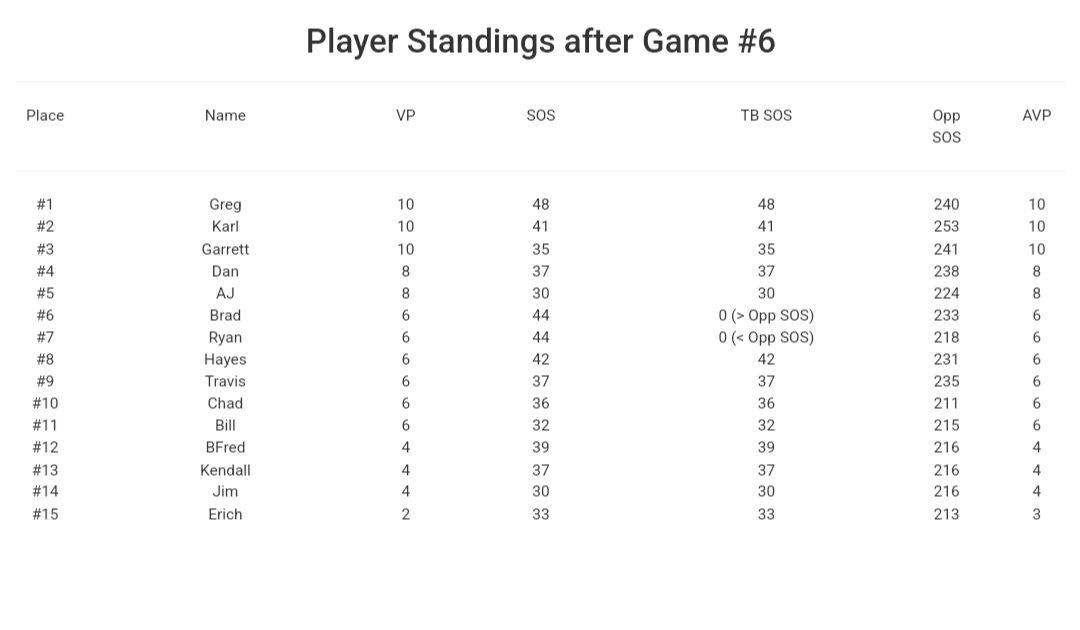 Player Standings after Game #6
Place Name VP SOS TB SOS Opp SOS AVP
#1 Greg 10 48 48 240 10
#2 Karl 10 41 41 253 10
#3 Garrett 10 35 35 241 10
#4 Dan 8 37 37 238 8
#5 AJ 8 30 30 224 8
#6 Brad 6 44 0 (> Opp SOS) 233 6
#7 Ryan 6 44 0 (< Opp SOS) 218 6
#8 Hayes 6 42 42 231 6
#9 Travis 6 37 37 235 6
#10 Chad 6 36 36 211 6
#11 Bill 6 32 32 215 6
#12 BFred 4 39 39 216 4
#13 Kendall 4 37 37 216 4
#14 Jim 4 30 30 216 4
#15 Erich 2 33 33 213 3